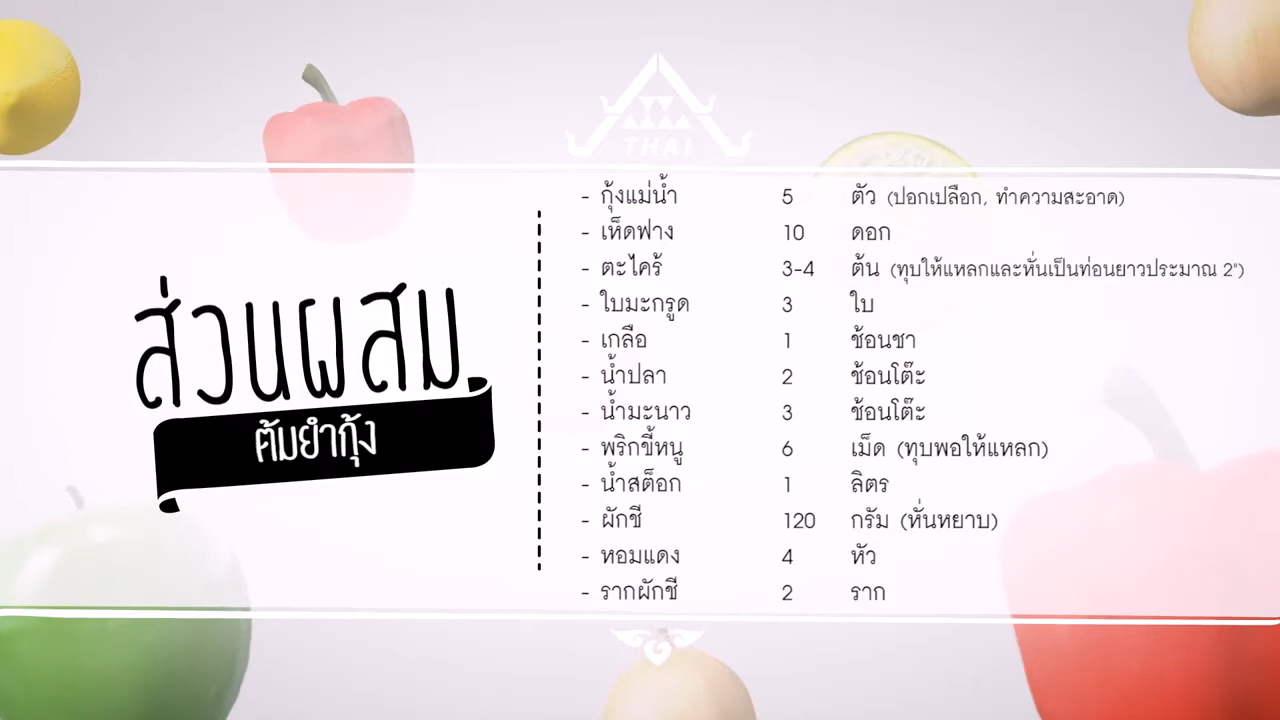 THAI
ส่วนผสม
ต้มยำกุ้ง
- กุ้งแม่น้ำ 5 ตัว (ปอกเปลือก, ทำความสะอาด)
- เห็ดฟาง 10 ดอก
- ตะไคร้ 3-4 ต้น (ทุบให้แหลกและหั่นเป็นท่อนยาวประมาณ 2")
- ใบมะกรูด 3 ใบ
- เกลือ 1 ช้อนชา
- น้ำปลา 2 ช้อนโต๊ะ
- น้ำมะนาว 3 ช้อนโต๊ะ
- พริกขี้หนู 6 เม็ด (ทุบพอให้แหลก)
- น้ำสต็อก 1 ลิตร
- ผักชี 120 กรัม (หั่นหยาบ)
- หอมแดง 4 หัว
- รากผักชี 2 ราก